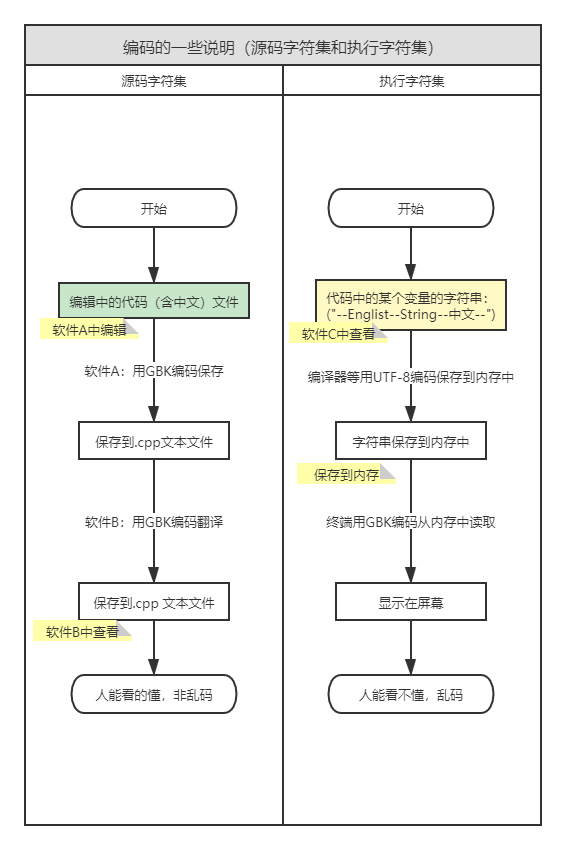 编码的一些说明（源码字符集和执行字符集）
源码字符集
执行字符集
开始
编辑中的代码（含中文）文件
软件A中编辑
软件A：用GBK编码保存
保存到.cpp文本文件
软件B：用GBK编码翻译
保存到.cpp 文本文件
软件B中查看
人能看的懂，非乱码
开始
代码中的某个变量的字符串：
("--Englist--String--中文--")
软件C中查看
编译器等用UTF-8编码保存到内存中
字符串保存到内存中
保存到内存
终端用GBK编码从内存中读取
显示在屏幕
人能看不懂，乱码